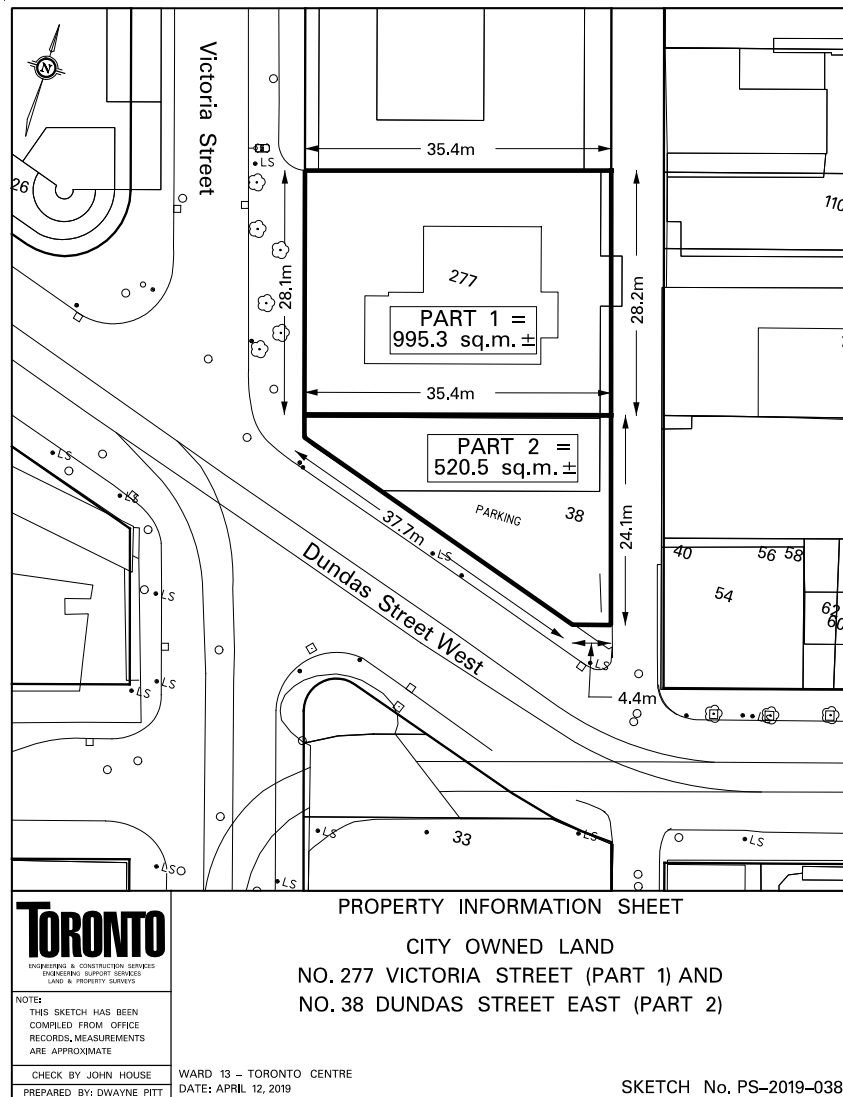 Victoria Street
N
LS
26
35.4m
110
28.1m
277
28.2m
PART 1 =
995.3 sq.m. ±
35.4m
PART 2 =
520.5 sq.m. ±
LS
LS
37.7m
PARKING
38
24.1m
LS
40
56
58
54
62
60
Dundas Street West
LS
LS
LS
LS
4.4m
LS
33
LS
LS
LS
LS
TORONTO
ENGINEERING & CONSTRUCTION SERVICES
ENGINEERING SUPPORT SERVICES
LAND & PROPERTY SURVEYS
NOTE:
THIS SKETCH HAS BEEN
COMPILED FROM OFFICE
RECORDS. MEASUREMENTS
ARE APPROXIMATE
CHECK BY JOHN HOUSE
PREPARED BY: DWAYNE PITT
PROPERTY INFORMATION SHEET
CITY OWNED LAND
NO. 277 VICTORIA STREET (PART 1) AND
NO. 38 DUNDAS STREET EAST (PART 2)
WARD 13 – TORONTO CENTRE
DATE: APRIL 12, 2019
SKETCH No. PS–2019–038